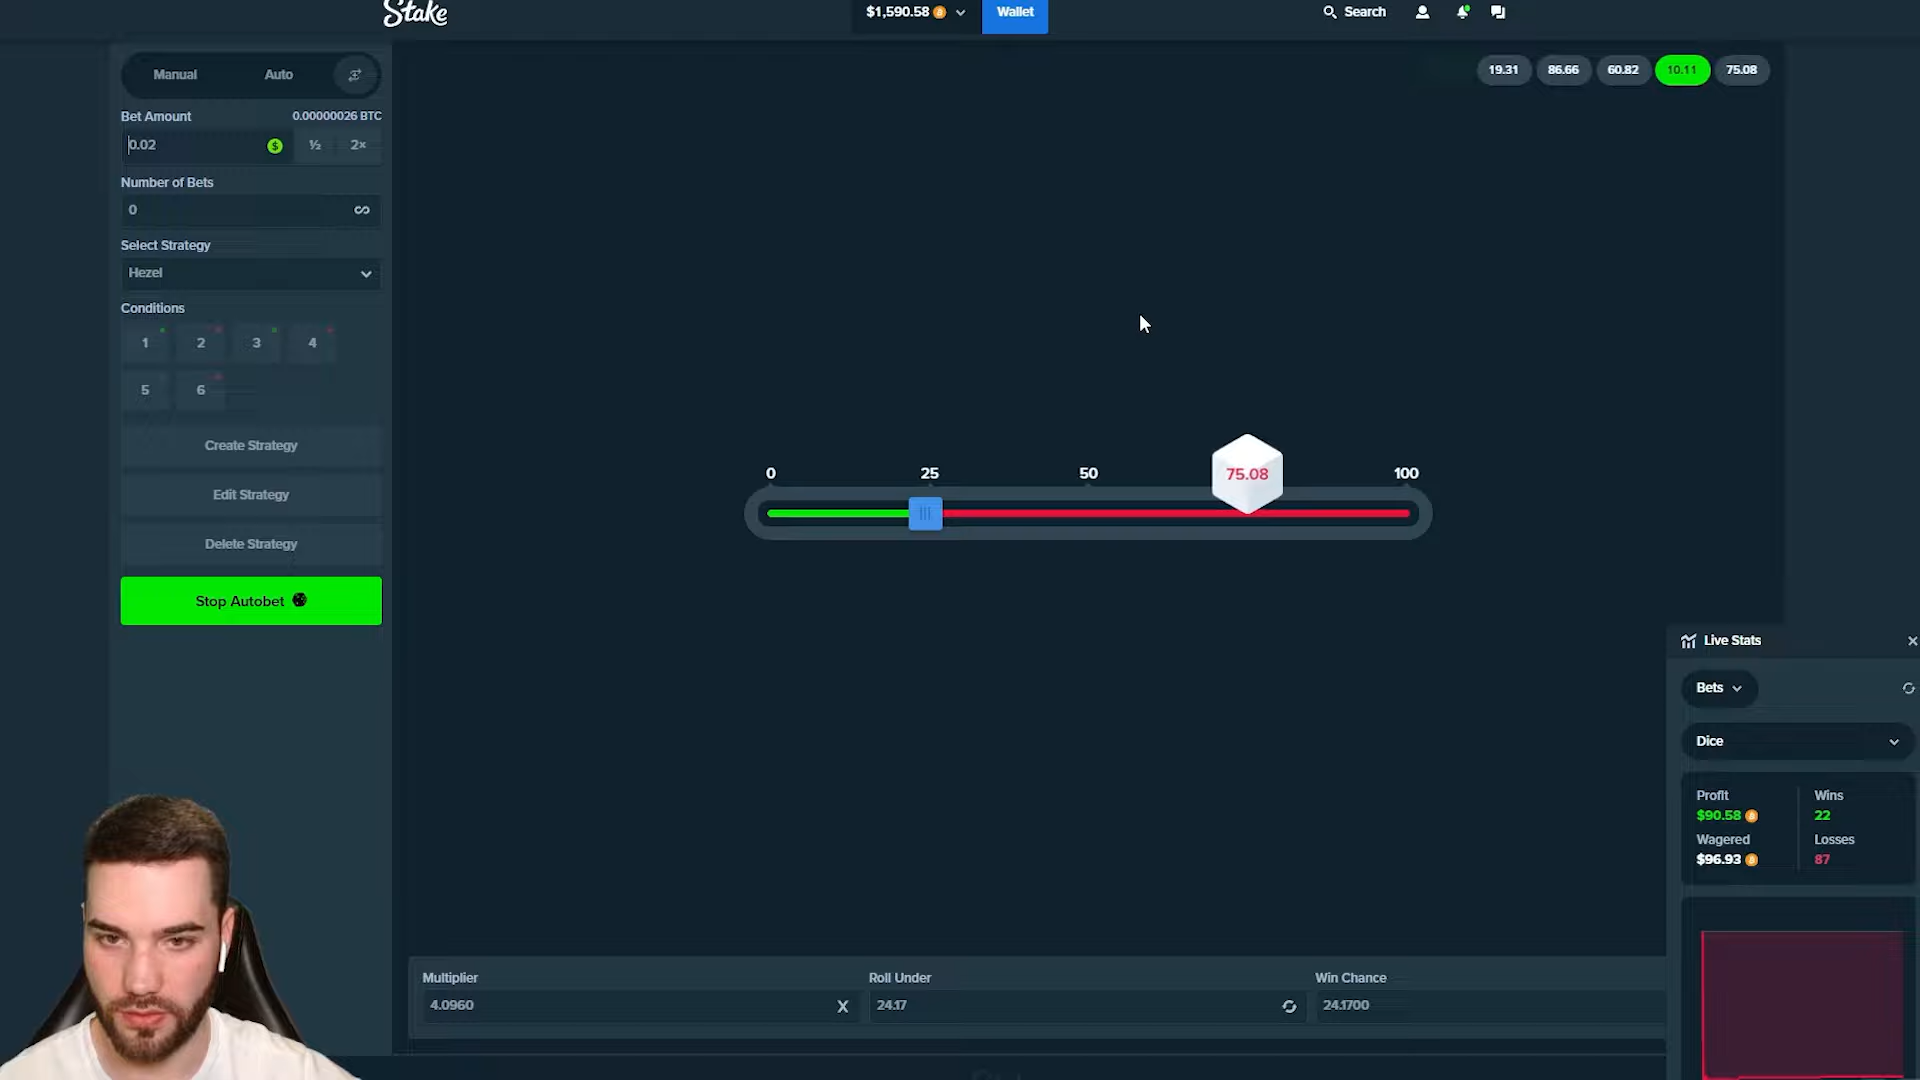 Stake
$1,590.58
Wallet
Search
Manual
Auto
19.31
86.66
60.82
10.11
75.08
Bet Amount
0.00000026 BTC
0.02
½
2×
Number of Bets
0
Select Strategy
Hezel
Conditions
1
2
3
4
5
6
Create Strategy
Edit Strategy
Delete Strategy
Stop Autobet
0
25
50
75.08
100
Live Stats
Bets
Dice
Profit
$90.58
Wins
22
Wagered
$96.93
Losses
87
Multiplier
4.0960
Roll Under
24.17
Win Chance
24.1700